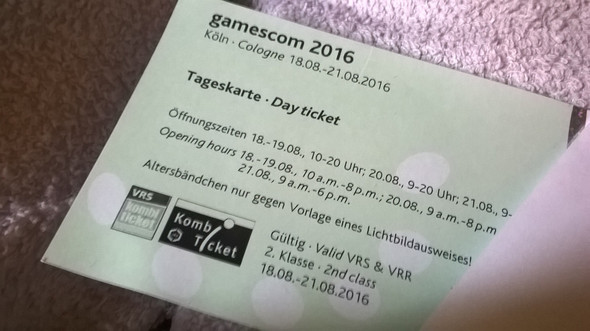 gamescom 2016
Köln · Cologne 18.08.-21.08.2016
Tageskarte · Day ticket
Öffnungszeiten 18.-19.08., 10-20 Uhr; 20.08., 9-20 Uhr; 21.08., 9-
Opening hours 18.-19.08., 10 a.m.-8 p.m.; 20.08., 9 a.m.-8 p.m
21.08., 9 a.m.-6 p.m.
Altersbändchen nur gegen Vorlage eines Lichtbildausweises!
VRS
kombi
ticket
Kombi
Ticket
Gültig · Valid VRS & VRR
2. Klasse · 2nd class
18.08.-21.08.2016